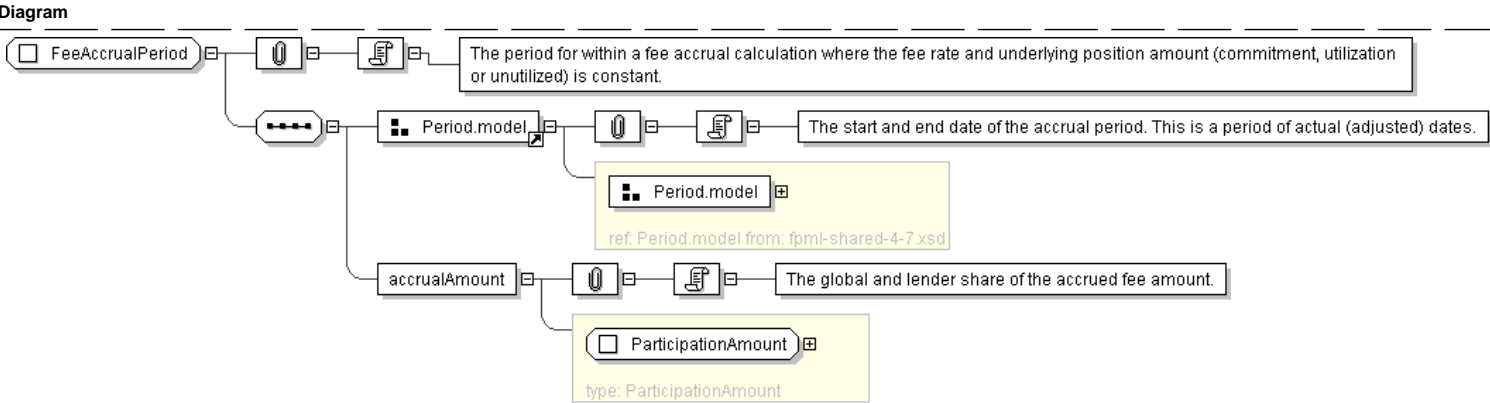 Diagram
FeeAccrualPeriod
The period for within a fee accrual calculation where the fee rate and underlying position amount (commitment, utilization
or unutilized) is constant.
Period.model
The start and end date of the accrual period. This is a period of actual (adjusted) dates.
Period.model
ref: Period.model from: fpml-shared-4-7.xsd
accrualAmount
The global and lender share of the accrued fee amount.
ParticipationAmount
type: ParticipationAmount